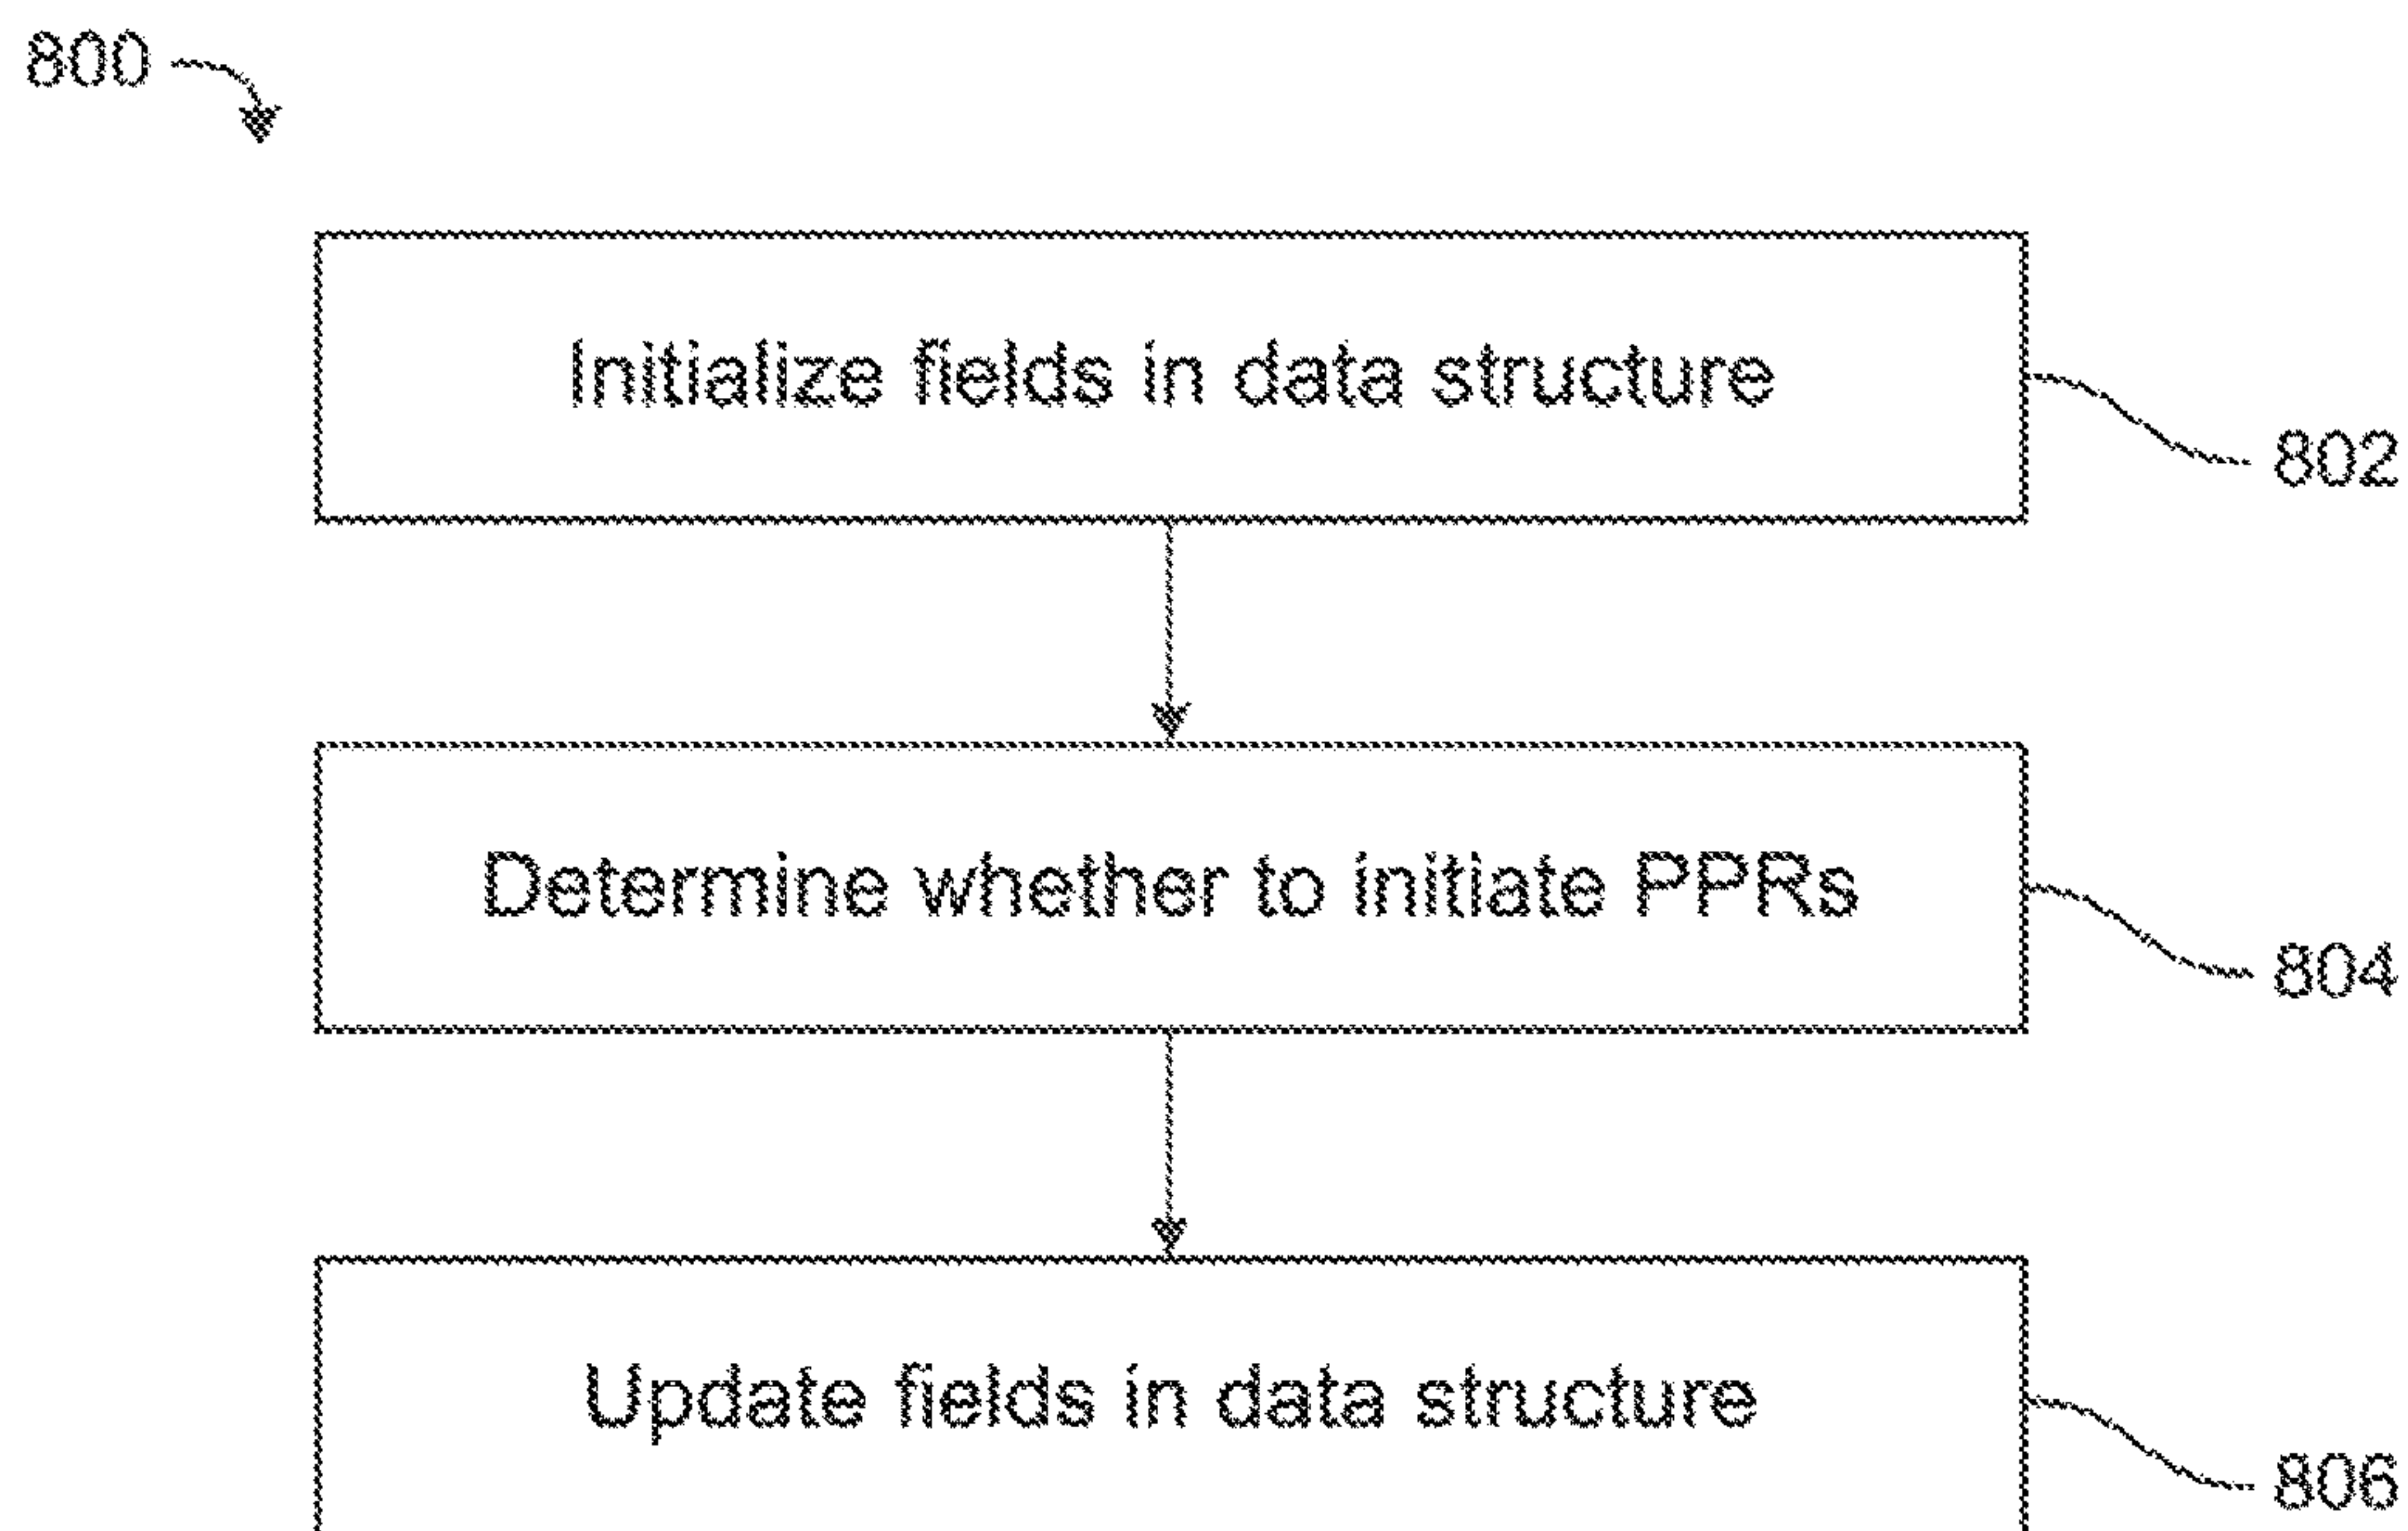 800
Initialize fields in data structure
802
Determine whether to initiate PPRs
804
Update fields in data structure
806